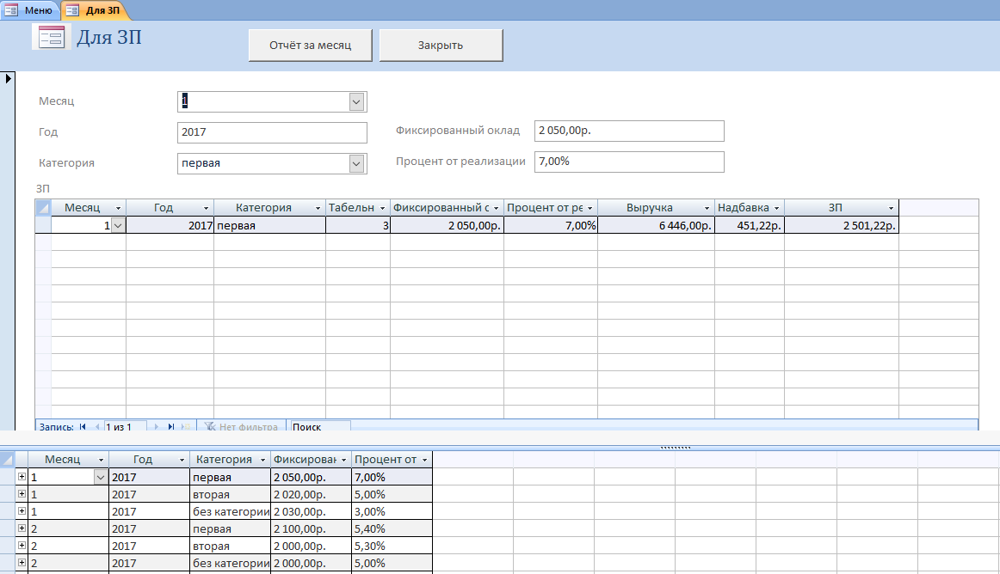 Меню Для ЗП
Для ЗП
Отчёт за месяц Закрыть
Месяц 1
Год 2017 Фиксированный оклад 2 050,00р.
Категория первая Процент от реализации 7,00%
ЗП
Месяц Год Категория Табельн Фиксированный с Процент от ре Выручка Надбавка ЗП
1 2017 первая 3 2 050,00р. 7,00% 6 446,00р. 451,22р. 2 501,22р.
Запись: 1 из 1 Нет фильтра Поиск
Месяц Год Категория Фиксирован Процент от
1 2017 первая 2 050,00р. 7,00%
1 2017 вторая 2 020,00р. 5,00%
1 2017 без категории 2 030,00р. 3,00%
2 2017 первая 2 100,00р. 5,40%
2 2017 вторая 2 000,00р. 5,30%
2 2017 без категории 2 000,00р. 5,00%